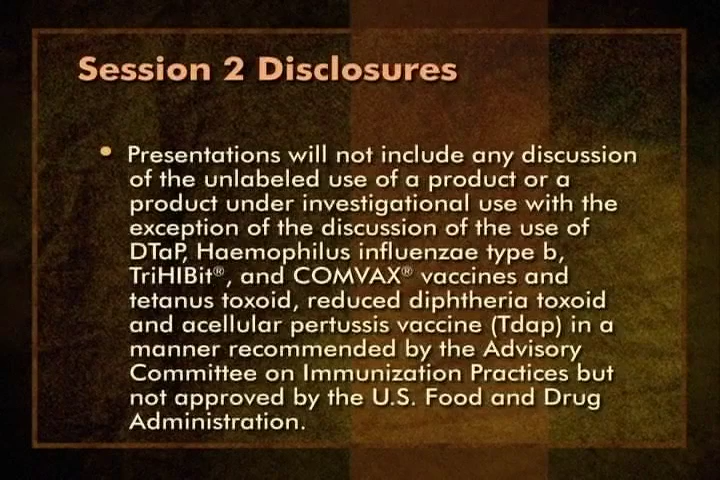 Session 2 Disclosures
• Presentations will not include any discussion
of the unlabeled use of a product or a
product under investigational use with the
exception of the discussion of the use of
DTaP, Haemophilus influenzae type b,
TriHIBit®, and COMVAX® vaccines and
tetanus toxoid, reduced diphtheria toxoid
and acellular pertussis vaccine (Tdap) in a
manner recommended by the Advisory
Committee on Immunization Practices but
not approved by the U.S. Food and Drug
Administration.